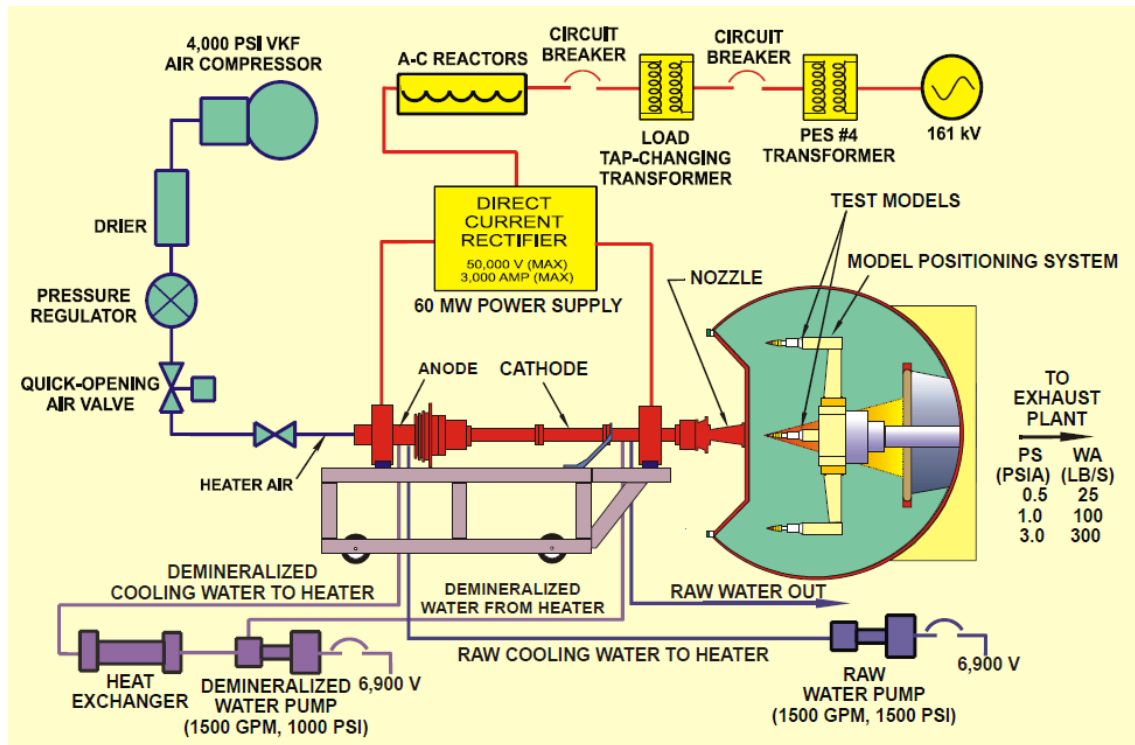 4,000 PSI VKF
AIR COMPRESSOR
A-C REACTORS
CIRCUIT
BREAKER
CIRCUIT
BREAKER
LOAD
TAP-CHANGING
TRANSFORMER
PES #4
TRANSFORMER
161 kV
DRIER
PRESSURE
REGULATOR
QUICK-OPENING
AIR VALVE
HEATER AIR
DIRECT
CURRENT
RECTIFIER
50,000 V (MAX)
3,000 AMP (MAX)
60 MW POWER SUPPLY
ANODE
CATHODE
NOZZLE
TEST MODELS
MODEL POSITIONING SYSTEM
TO
EXHAUST
PLANT
PS WA
(PSIA) (LB/S)
0.5 25
1.0 100
3.0 300
DEMINERALIZED
COOLING WATER TO HEATER
DEMINERALIZED
WATER FROM HEATER
RAW WATER OUT
RAW COOLING WATER TO HEATER
HEAT
EXCHANGER
DEMINERALIZED
WATER PUMP
(1500 GPM, 1000 PSI)
6,900 V
RAW
WATER PUMP
(1500 GPM, 1500 PSI)
6,900 V